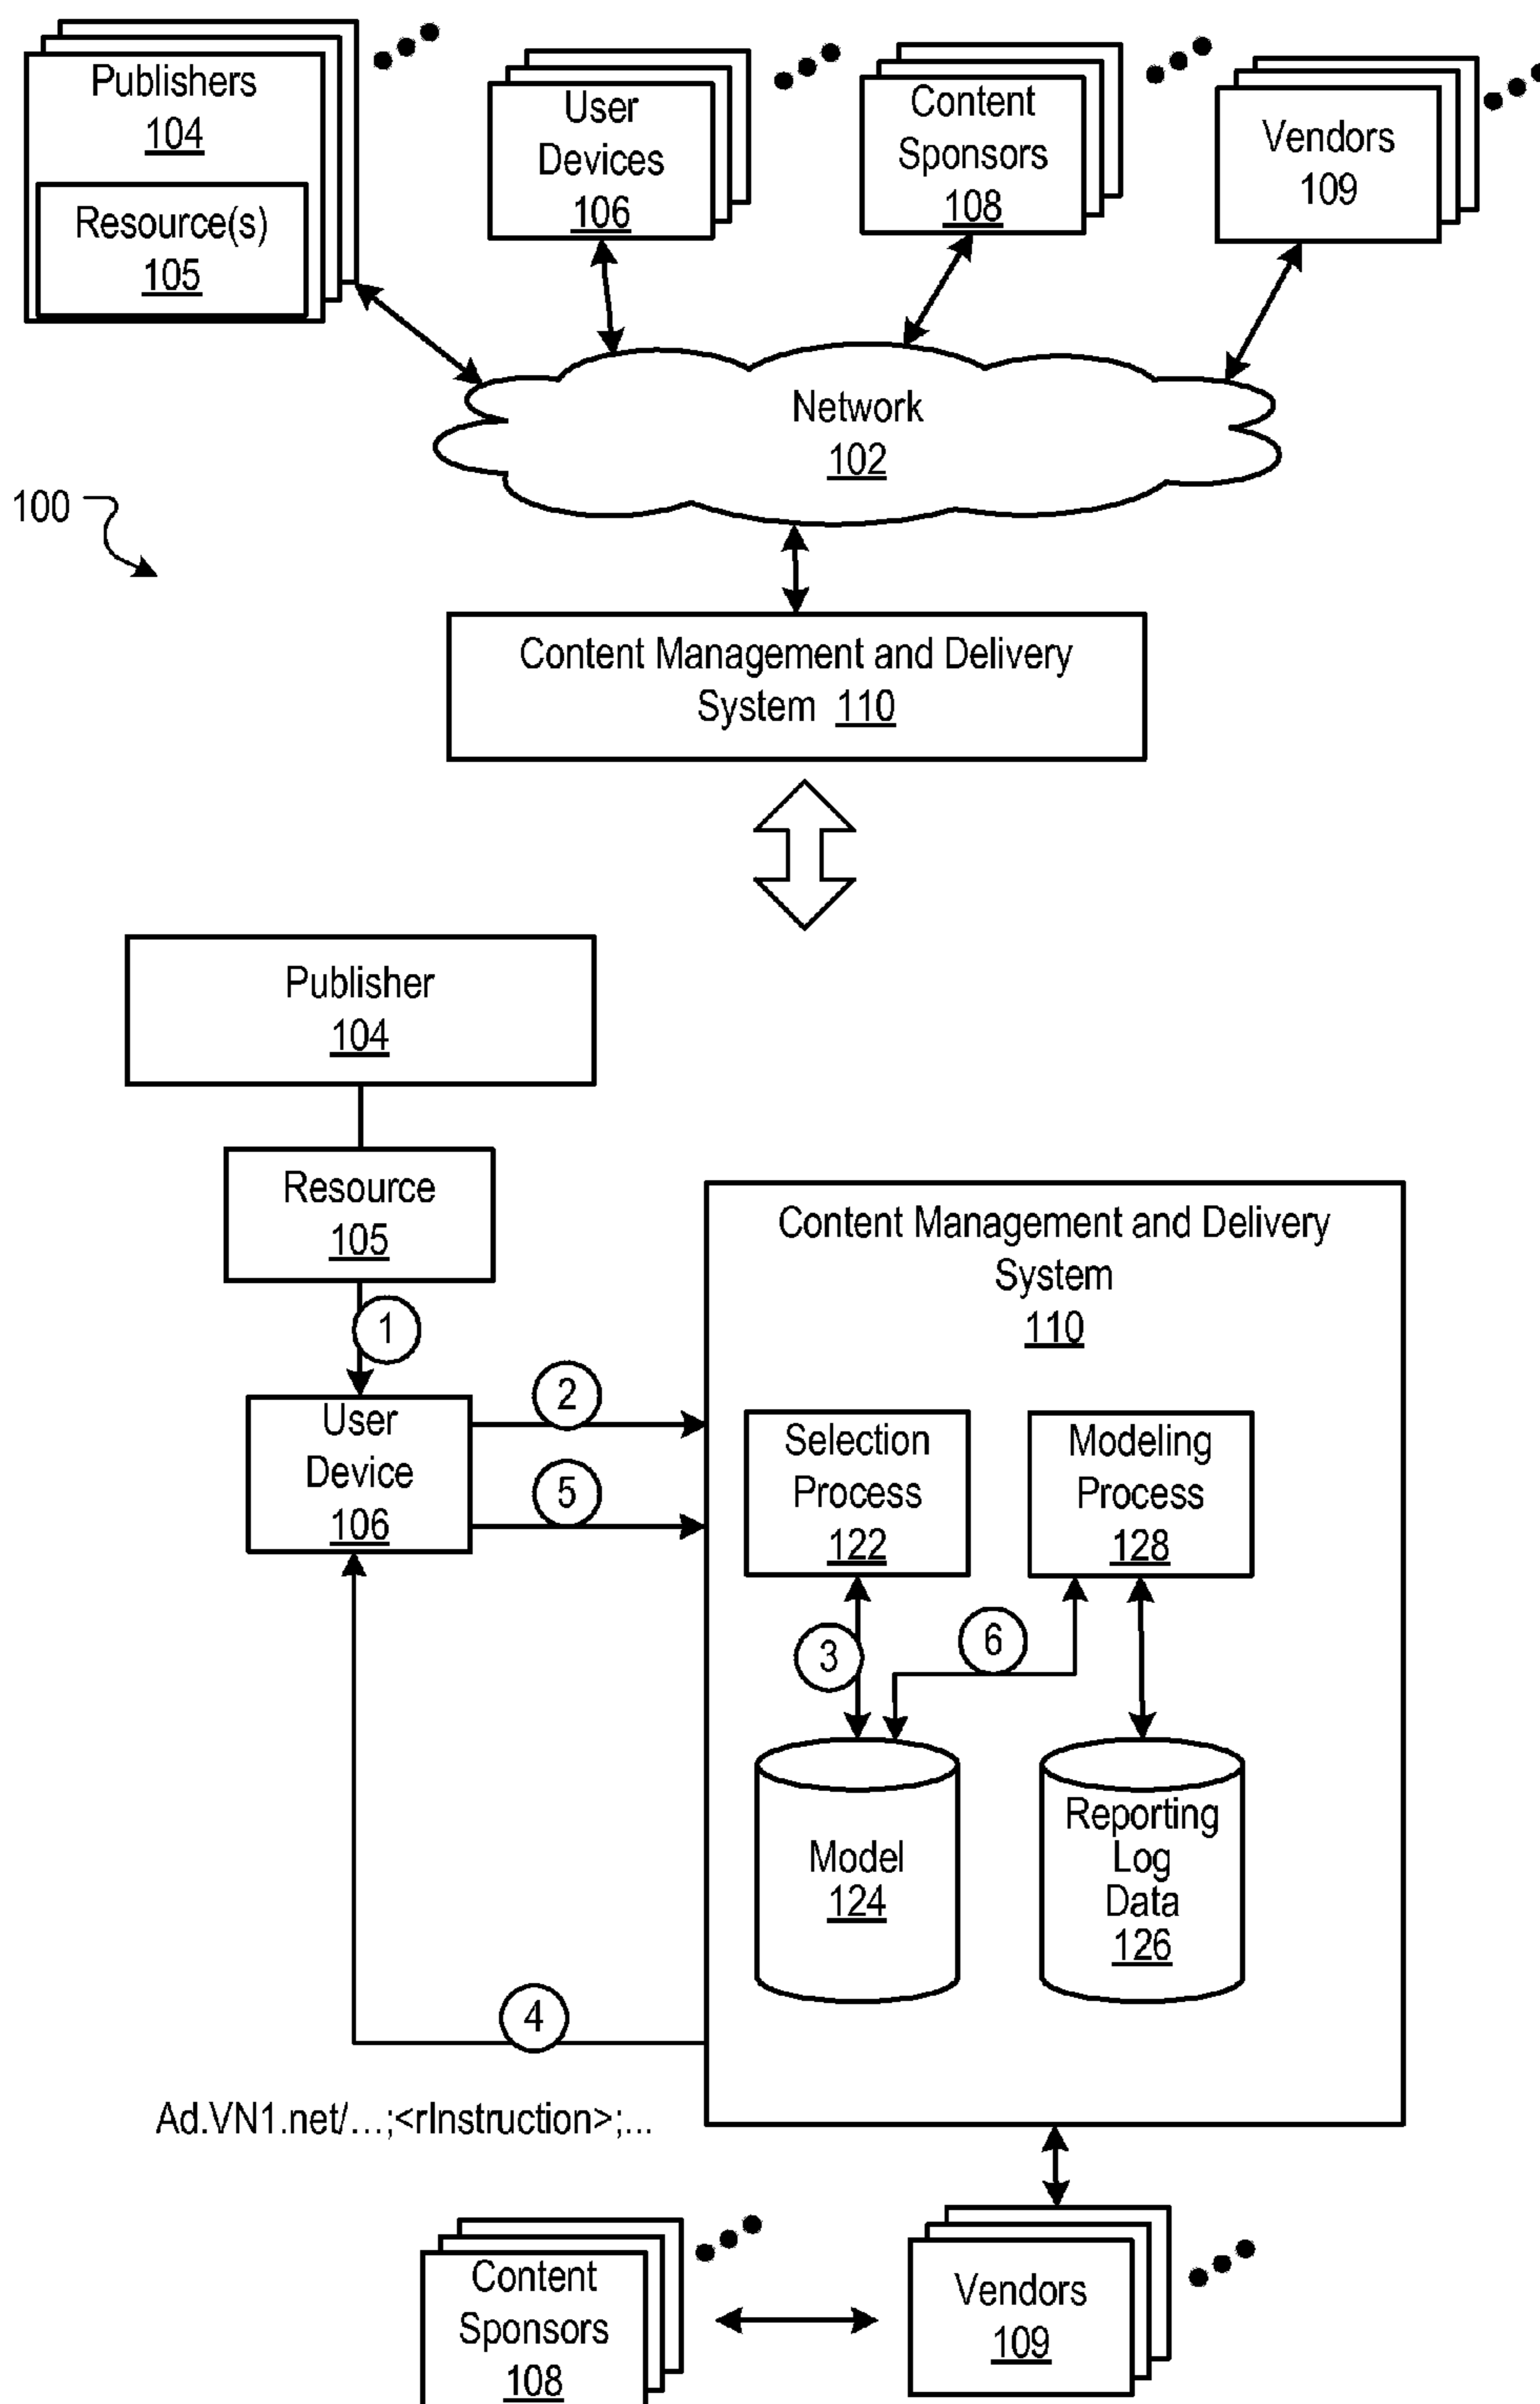 Publishers
104
Resource(s)
105
User
Devices
106
Content
Sponsors
108
Vendors
109
Network
102
100
Content Management and Delivery
System 110
Publisher
104
Resource
105
1
User
Device
106
2
5
Content Management and Delivery
System
110
Selection
Process
122
Modeling
Process
128
3
6
Model
124
Reporting
Log
Data
126
4
Ad.VN1.net/...;<rInstruction>;...
Content
Sponsors
108
Vendors
109